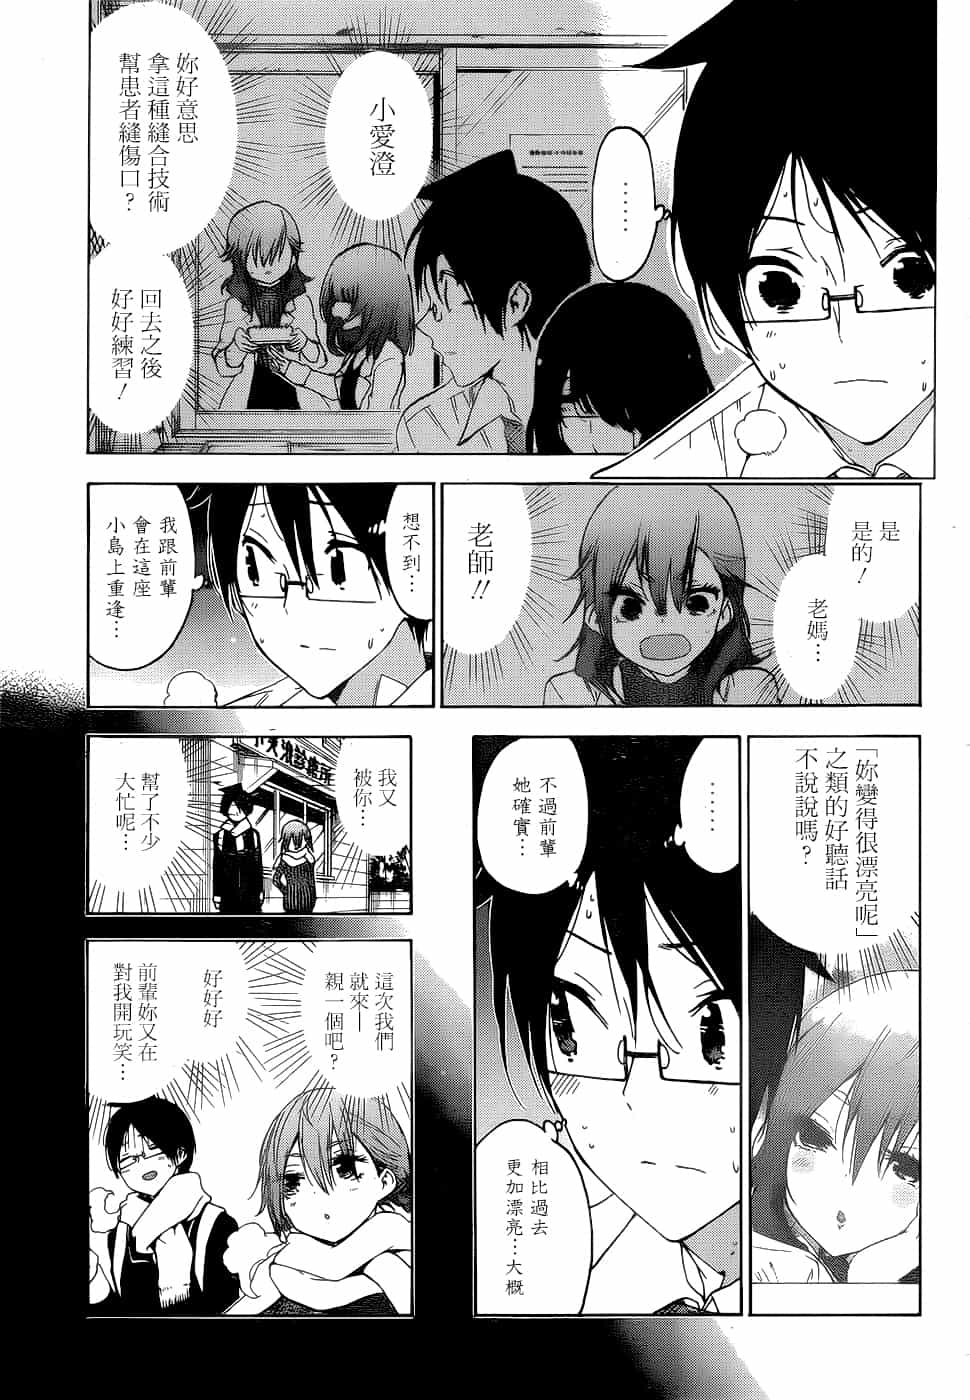 ……
小愛澄
妳好意思
拿這種縫合技術
幫患者縫傷口？
回去之後
好好練習！
是
是的！
老媽…
老師！！
想不到…
我跟前輩
會在這座
小島上重逢…
「妳變得很漂亮呢」
之類的好聽話
不說說嗎？
……
不過前輩
她確實…
相比過去
更加漂亮…大概
我又
被你…
幫了不少
大忙呢…
這次我們
就來—
親一個吧？
好好好
前輩妳又在
對我開玩笑…